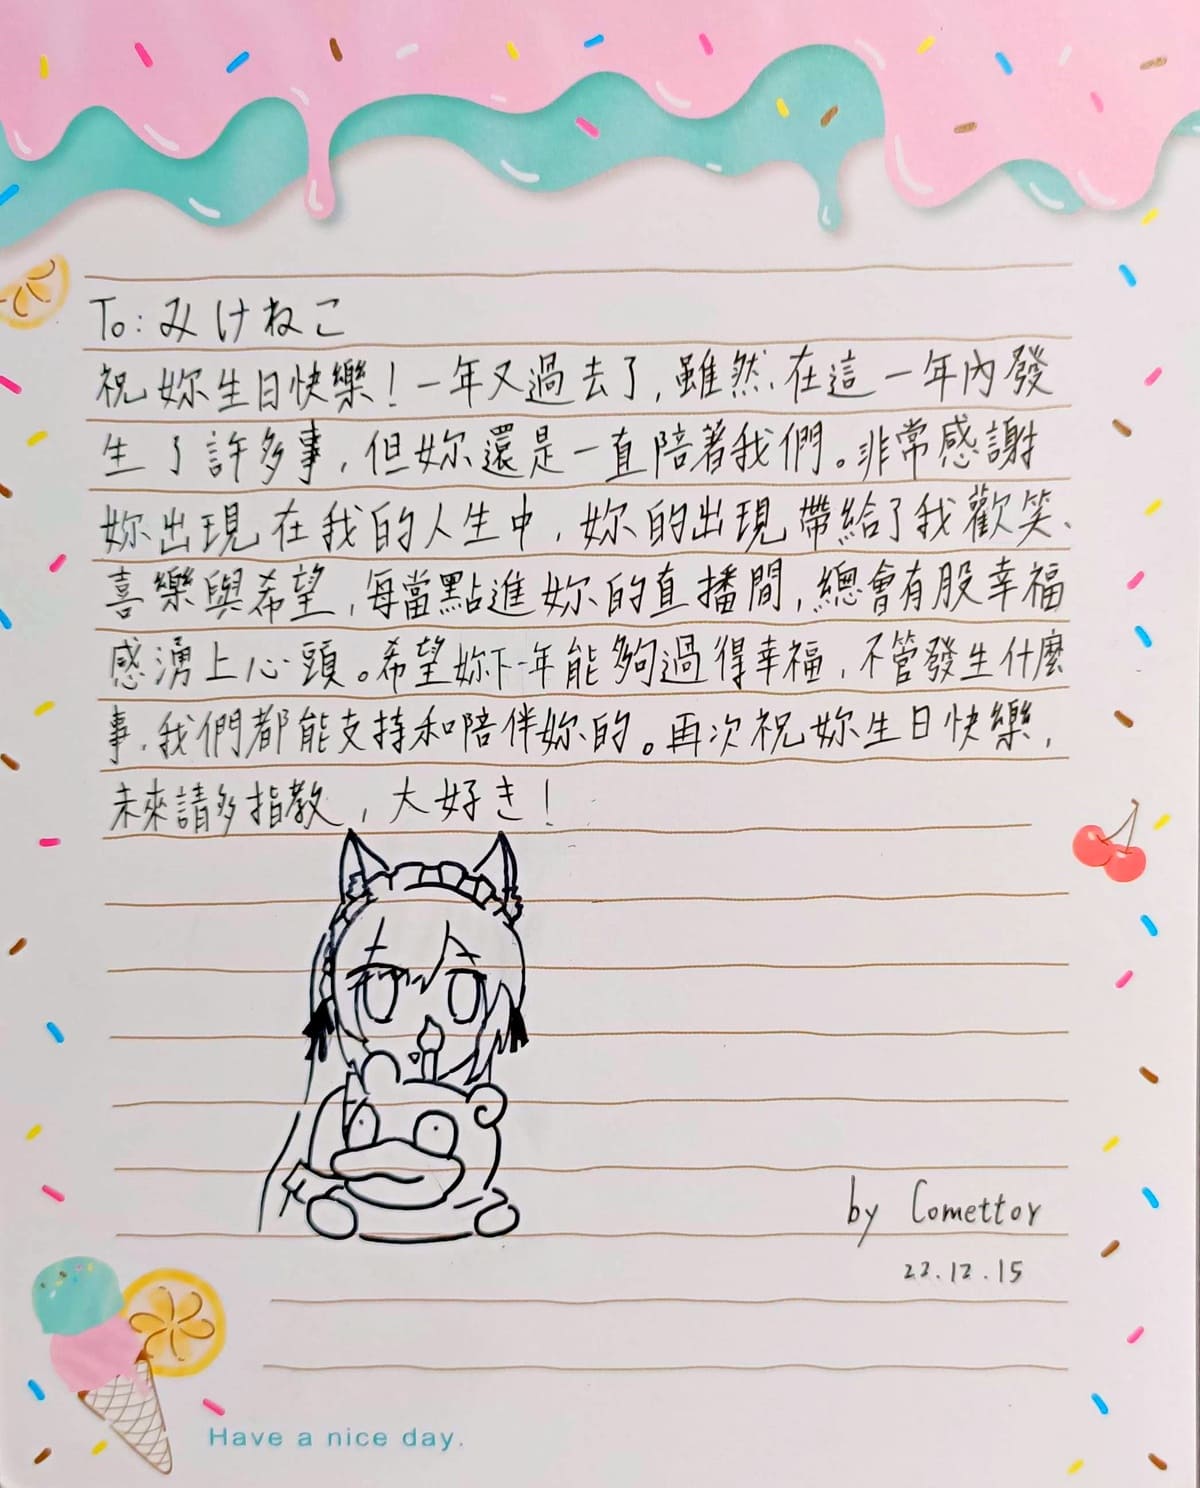 To: みけねこ
祝妳生日快樂！一年又過去了，雖然在這一年內發
生了許多事，但妳還是一直陪著我們。非常感謝
妳出現在我的人生中，妳的出現帶給了我歡笑、
喜樂與希望，每當點進妳的直播間，總會有股幸福
感湧上心頭。希望妳下一年能夠過得幸福，不管發生什麼
事，我們都能支持和陪伴妳的。再次祝妳生日快樂，
未來請多指教，大好き！
by Comettor
22.12.15
Have a nice day.